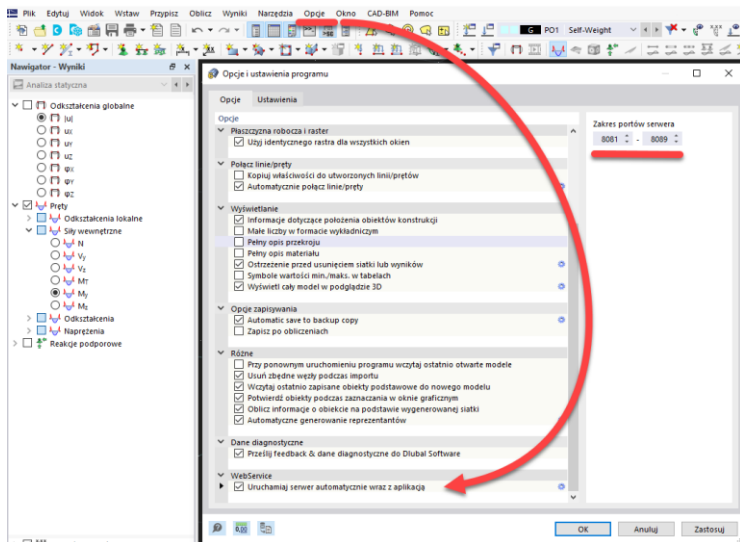 Plik Edytuj Widok Wstaw Przypisz Oblicz Wyniki Narzędzia Opcje Okno CAD-BIM Pomoc
G PO1 Self-Weight
Nawigator - Wyniki
Analiza statyczna
Odkształcenia globalne
|u|
ux
uY
uz
φx
φY
φz
Pręty
Odkształcenia lokalne
Siły wewnętrzne
N
Vy
Vz
MT
My
Mz
Odkształcenia
Naprężenia
Reakcje podporowe
Opcje i ustawienia programu
Opcje Ustawienia
Opcje
Płaszczyzna robocza i raster
Użyj identycznego rastra dla wszystkich okien
Połącz linie/pręty
Kopiuj właściwości do utworzonych linii/prętów
Automatycznie połącz linie/pręty
Wyświetlanie
Informacje dotyczące położenia obiektów konstrukcji
Małe liczby w formacie wykładniczym
Pełny opis przekroju
Pełny opis materiału
Ostrzeżenie przed usunięciem siatki lub wyników
Symbole wartości min./maks. w tabelach
Wyświetl cały model w podglądzie 3D
Opcje zapisywania
Automatic save to backup copy
Zapisz po obliczeniach
Różne
Przy ponownym uruchomieniu programu wczytaj ostatnio otwarte modele
Usuń zbędne węzły podczas importu
Wczytaj ostatnio zapisane obiekty podstawowe do nowego modelu
Potwierdź obiekty podczas zaznaczania w oknie graficznym
Oblicz informacje o obiekcie na podstawie wygenerowanej siatki
Automatyczne generowanie reprezentantów
Dane diagnostyczne
Prześlij feedback & dane diagnostyczne do Dlubal Software
WebService
Uruchamiaj serwer automatycznie wraz z aplikacją
Zakres portów serwera
8081 - 8089
0,00
OK Anuluj Zastosuj